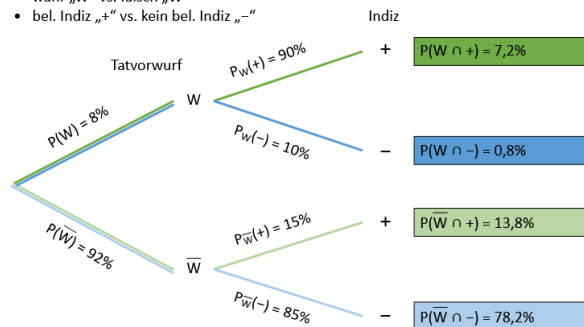 • bel. Indiz „+“ vs. kein bel. Indiz „−“
Indiz
Tatvorwurf
P(W) = 8%
W
P_W(+) = 90%
+
P(W ∩ +) = 7,2%
P_W(−) = 10%
−
P(W ∩ −) = 0,8%
P(W̅) = 92%
W̅
P_W̅(+) = 15%
+
P(W̅ ∩ +) = 13,8%
P_W̅(−) = 85%
−
P(W̅ ∩ −) = 78,2%